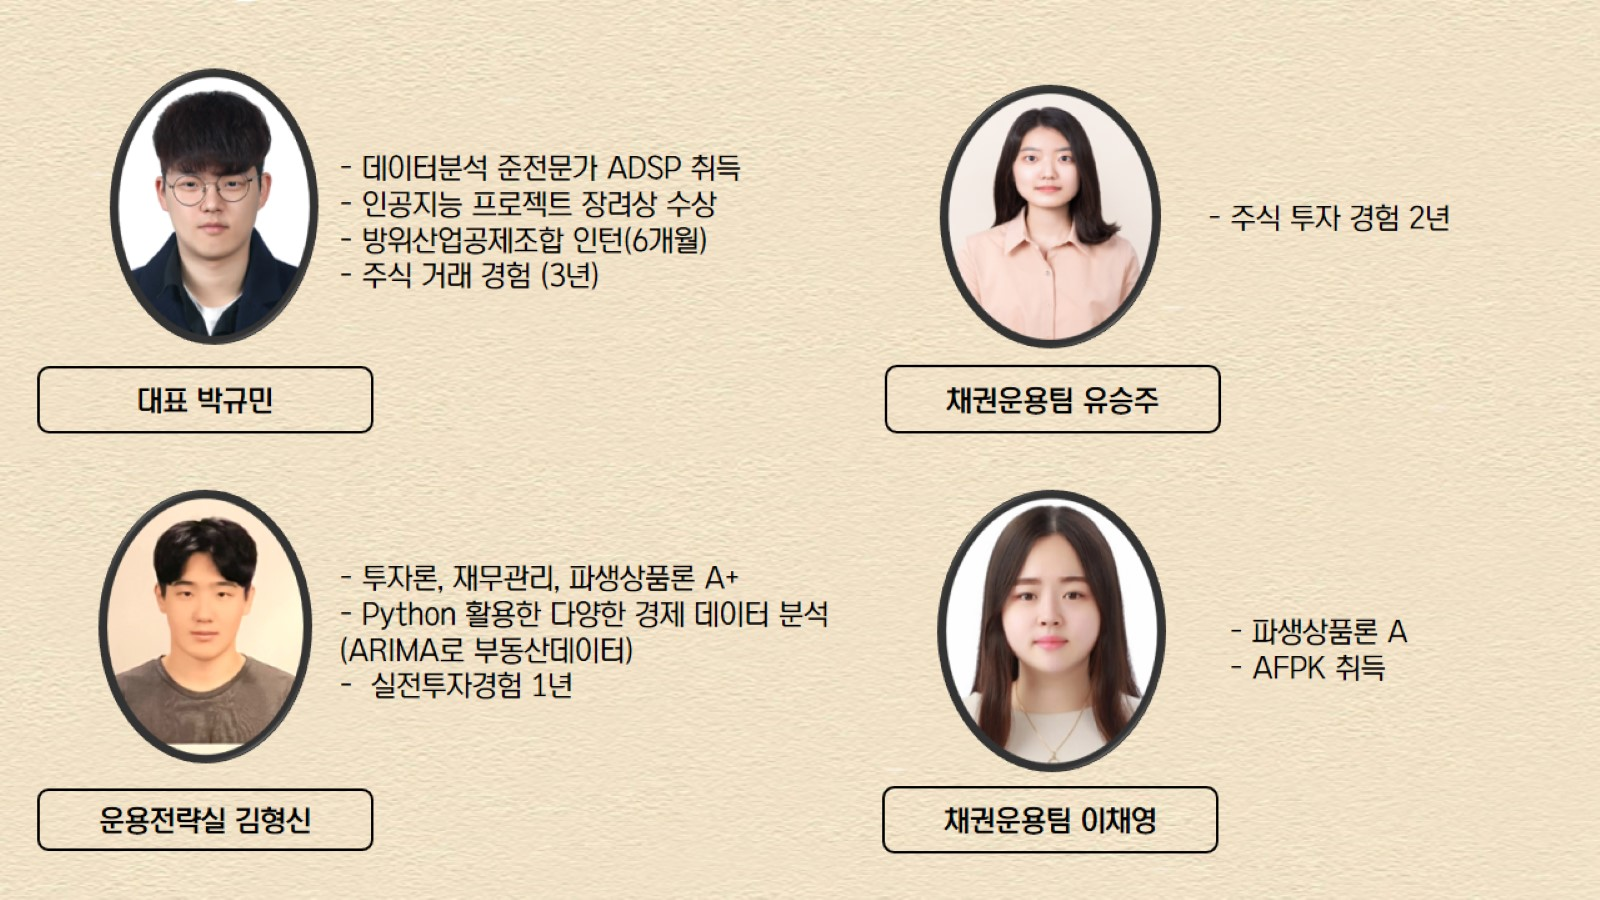 - 데이터분석 준전문가 ADSP 취득
- 인공지능 프로젝트 장려상 수상
- 방위산업공제조합 인턴(6개월)
- 주식 거래 경험 (3년)
대표 박규민
- 주식 투자 경험 2년
채권운용팀 유승주
- 투자론, 재무관리, 파생상품론 A+
- Python 활용한 다양한 경제 데이터 분석
(ARIMA로 부동산데이터)
- 실전투자경험 1년
운용전략실 김형신
- 파생상품론 A
- AFPK 취득
채권운용팀 이채영